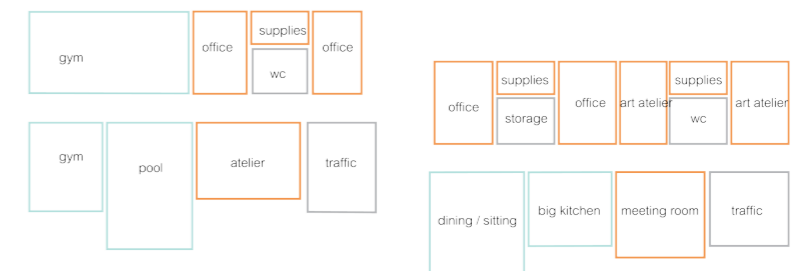 gym
office
supplies
wc
office
gym
pool
atelier
traffic
office
supplies
storage
office
art atelier
supplies
wc
art atelier
dining / sitting
big kitchen
meeting room
traffic